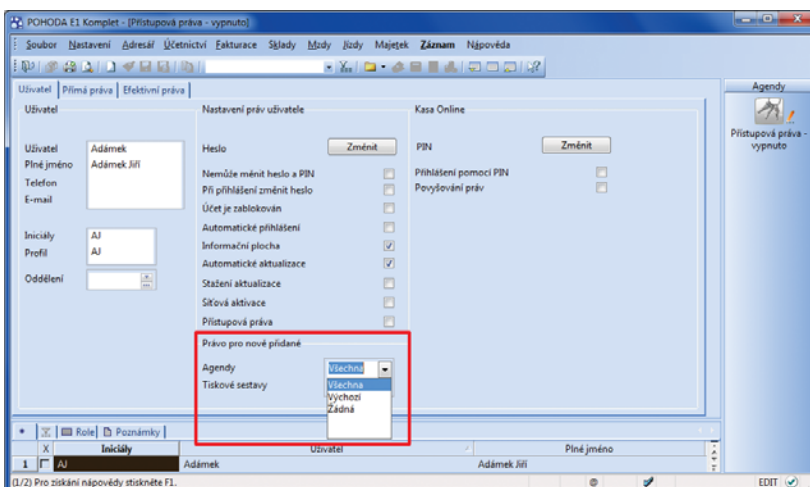 POHODA E1 Komplet - [Přístupová práva - vypnuto]
Soubor Nastavení Adresář Účetnictví Fakturace Sklady Mzdy Jízdy Majetek Záznam Nápověda
Uživatel Přímá práva Efektivní práva
Agendy
Přístupová práva - vypnuto
Uživatel
Uživatel Adámek
Plné jméno Adámek Jiří
Telefon
E-mail
Iniciály AJ
Profil AJ
Oddělení
Nastavení práv uživatele
Heslo Změnit
Nemůže měnit heslo a PIN
Při přihlášení změnit heslo
Účet je zablokován
Automatické přihlášení
Informační plocha
Automatické aktualizace
Stažení aktualizace
Síťová aktivace
Přístupová práva
Právo pro nově přidané
Agendy Všechna
Tiskové sestavy Všechna
Výchozí
Žádná
Kasa Online
PIN Změnit
Přihlášení pomocí PIN
Povyšování práv
* Role Poznámky
X Iniciály Uživatel Plné jméno
1 AJ Adámek Adámek Jiří
(1/2) Pro získání nápovědy stiskněte F1. @ EDIT